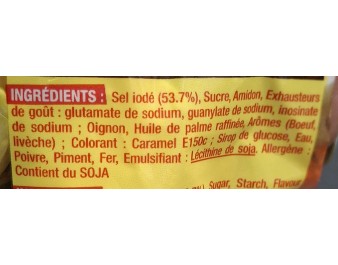 INGRÉDIENTS : Sel iodé (53.7%), Sucre, Amidon, Exhausteurs
de goût : glutamate de sodium, guanylate de sodium, inosinate
de sodium ; Oignon, Huile de palme raffinée, Arômes (Boeuf,
livèche) ; Colorant : Caramel E150c ; Sirop de glucose, Eau,
Poivre, Piment, Fer, Emulsifiant : Lécithine de soja. Allergène :
Contient du SOJA
Sugar, Starch, Flavour